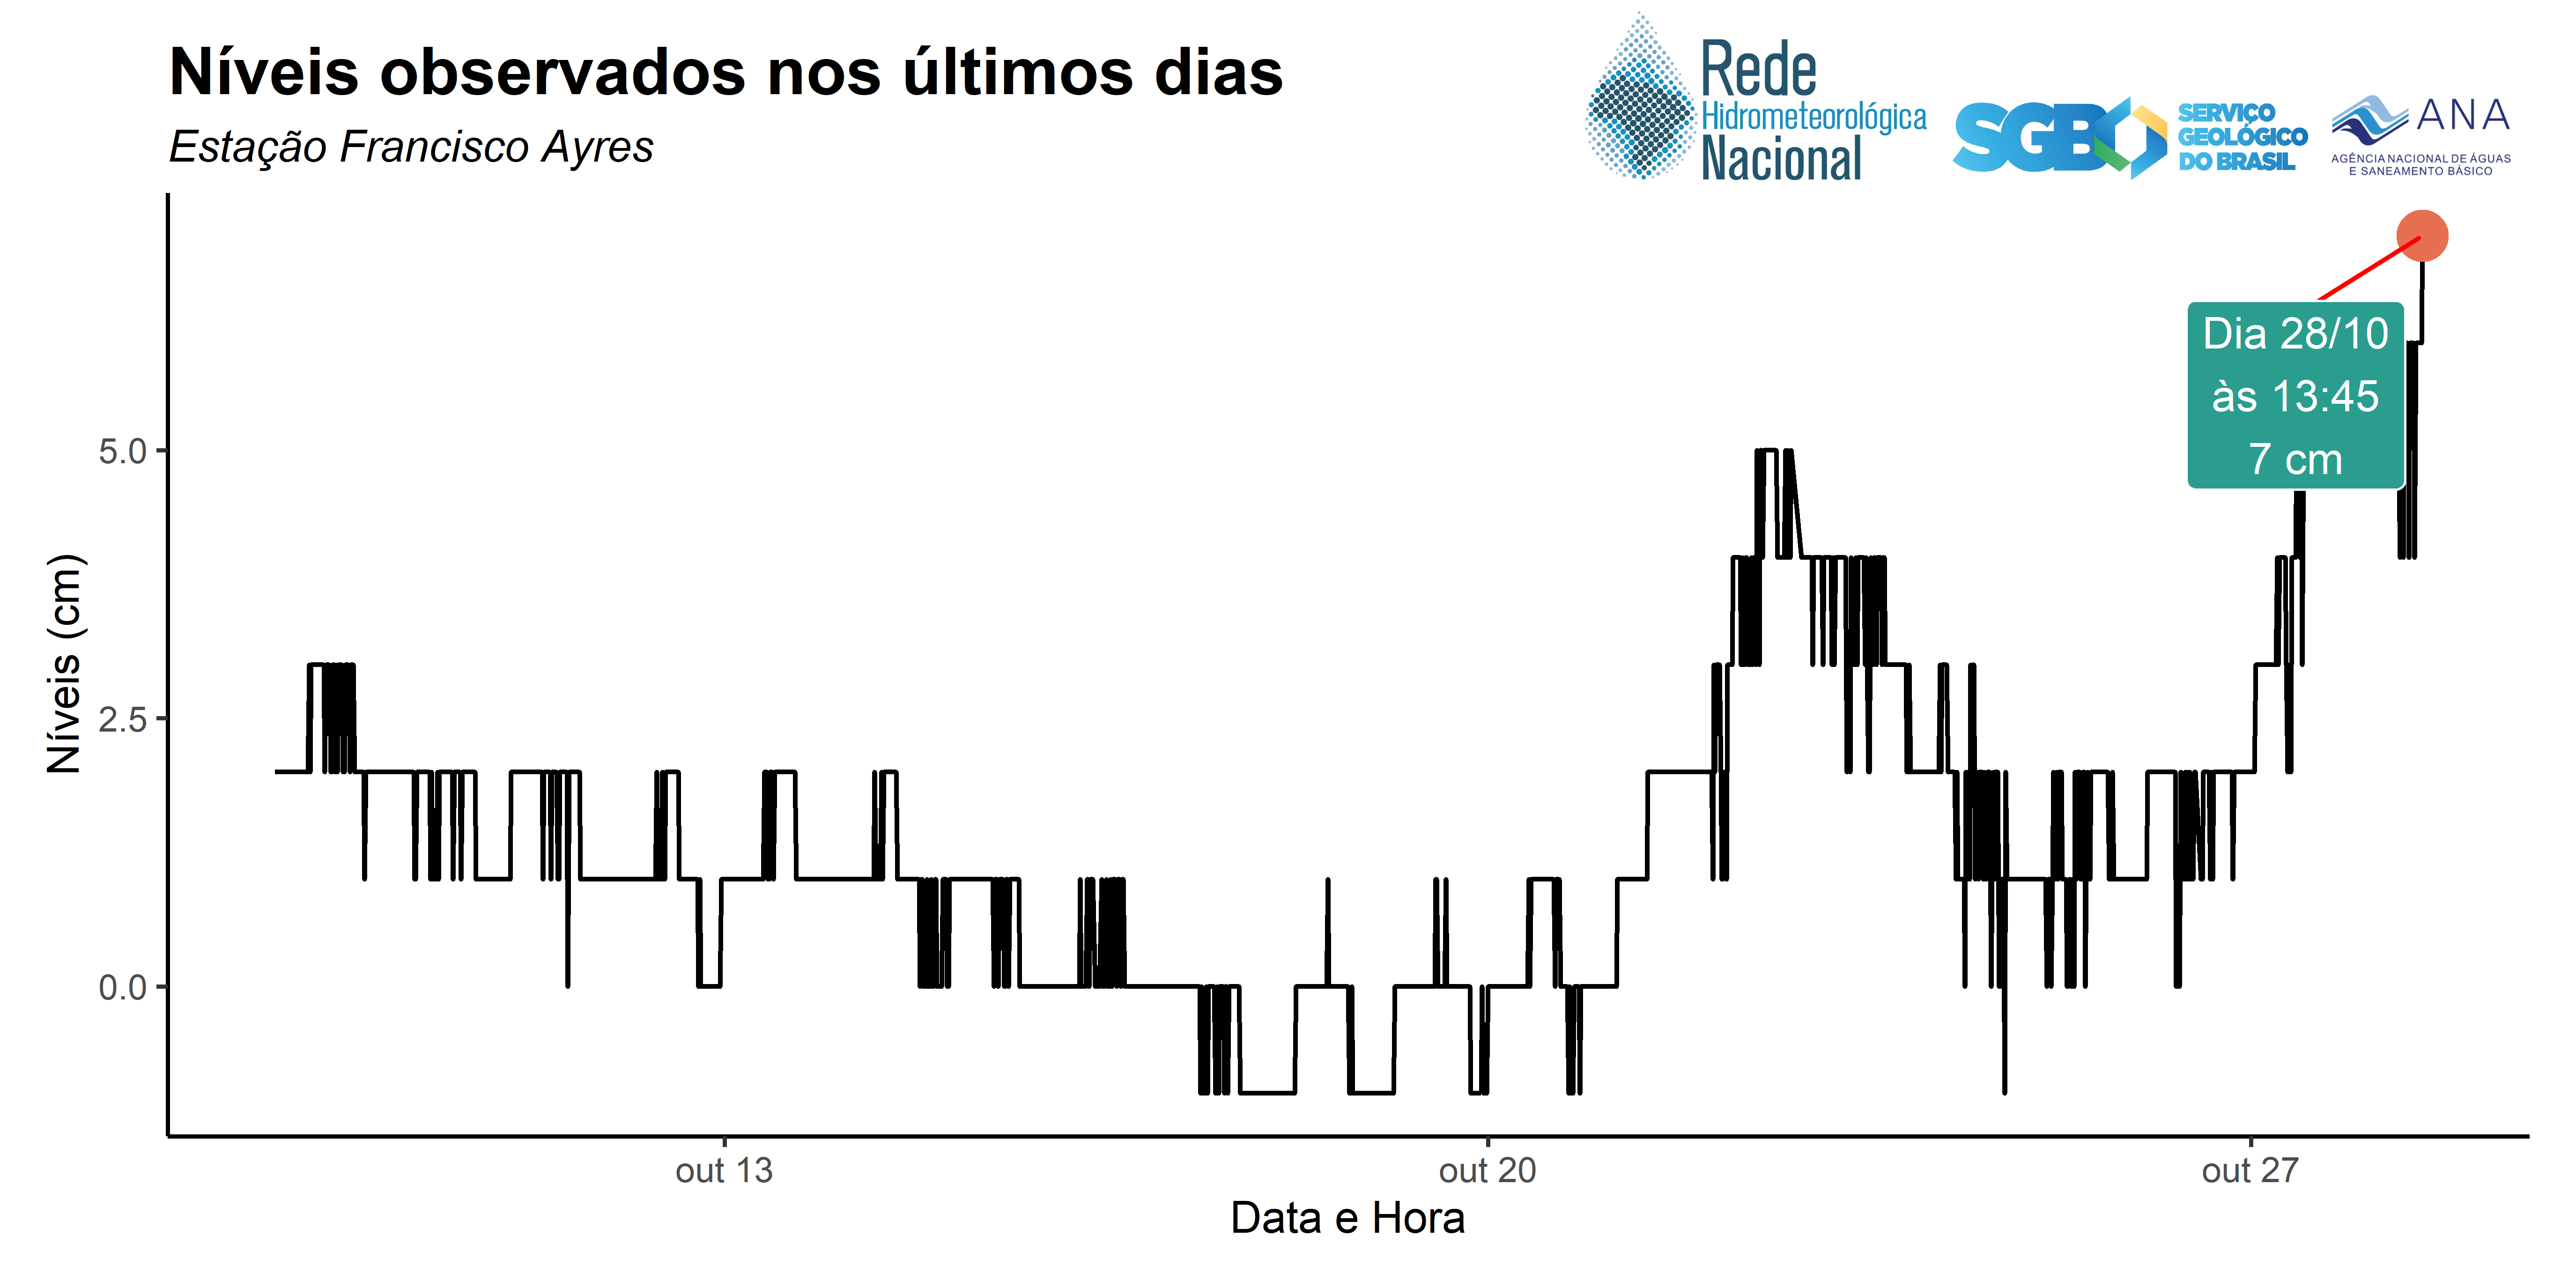 Níveis observados nos últimos dias
Estação Francisco Ayres
Rede
Hidrometeorológica
Nacional
SGB
SERVIÇO
GEOLÓGICO
DO BRASIL
ANA
AGÊNCIA NACIONAL DE ÁGUAS
E SANEAMENTO BÁSICO
Dia 28/10
às 13:45
7 cm
Níveis (cm)
5.0
2.5
0.0
out 13
out 20
out 27
Data e Hora